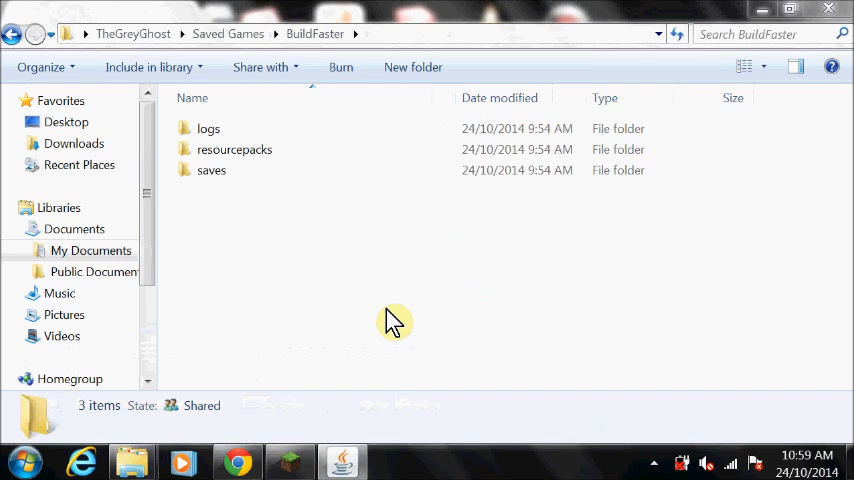 TheGreyGhost Saved Games BuildFaster Search BuildFaster
Organize Include in library Share with Burn New folder
Favorites Name Date modified Type Size
Desktop
Downloads
Recent Places
logs 24/10/2014 9:54 AM File folder
resourcepacks 24/10/2014 9:54 AM File folder
saves 24/10/2014 9:54 AM File folder
Libraries
Documents
My Documents
Public Documen
Music
Pictures
Videos
Homegroup
3 items State: Shared
10:59 AM
24/10/2014